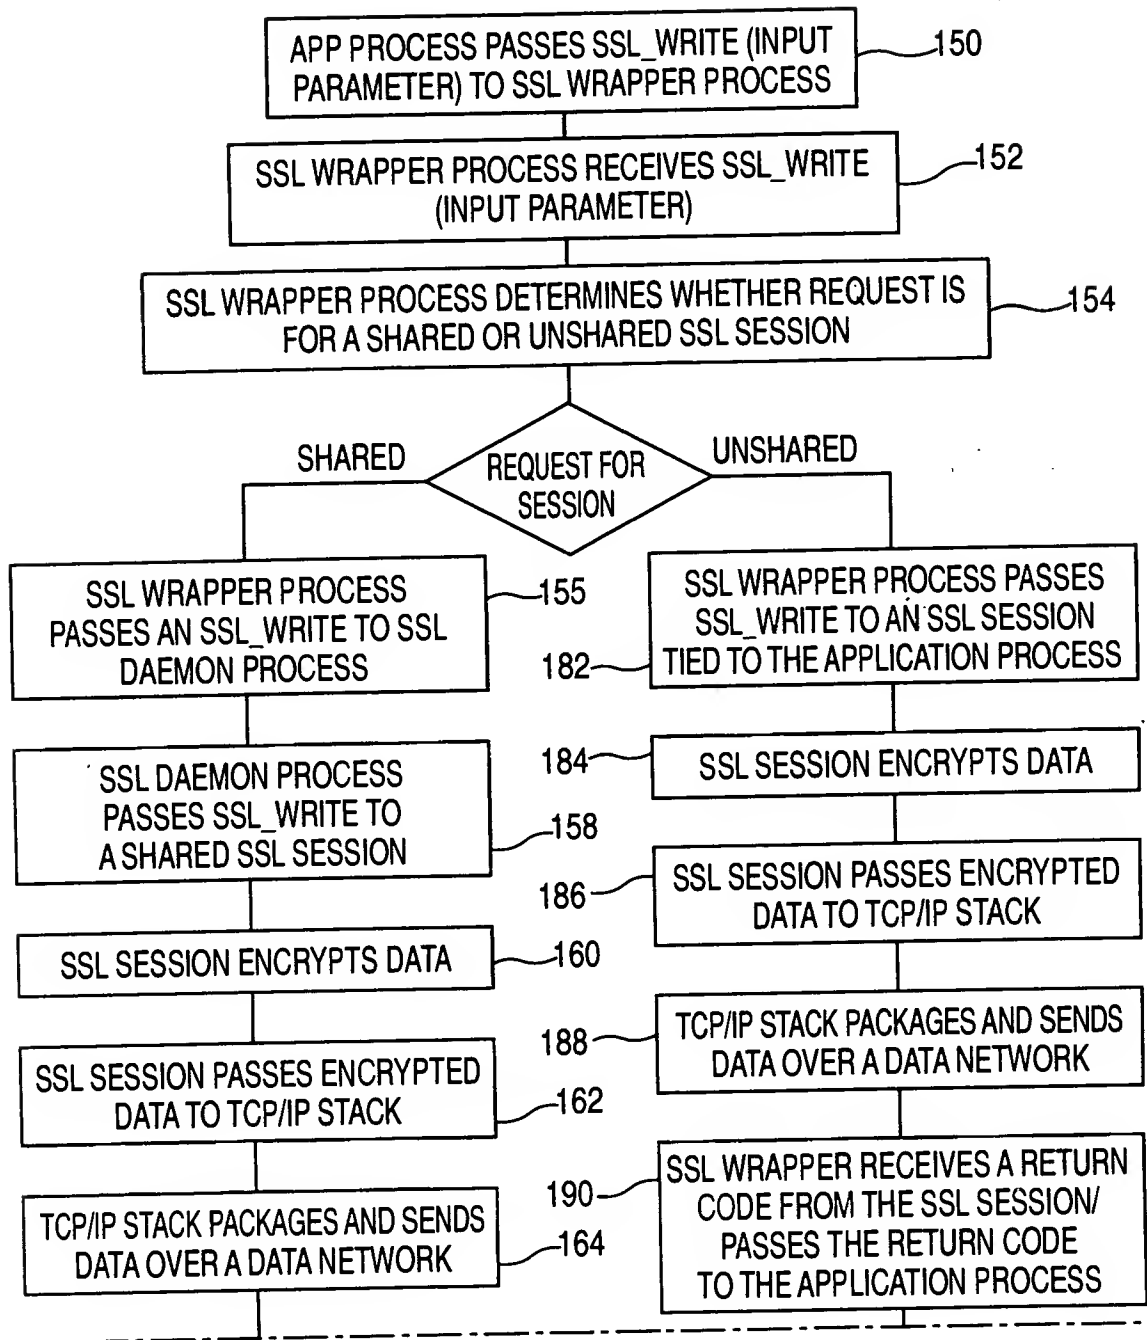 APP PROCESS PASSES SSL_WRITE (INPUT
PARAMETER) TO SSL WRAPPER PROCESS
150
SSL WRAPPER PROCESS RECEIVES SSL_WRITE
(INPUT PARAMETER)
152
SSL WRAPPER PROCESS DETERMINES WHETHER REQUEST IS
FOR A SHARED OR UNSHARED SSL SESSION
154
SHARED
REQUEST FOR
SESSION
UNSHARED
SSL WRAPPER PROCESS
PASSES AN SSL_WRITE TO SSL
DAEMON PROCESS
155
SSL DAEMON PROCESS
PASSES SSL_WRITE TO
A SHARED SSL SESSION
158
SSL SESSION ENCRYPTS DATA
160
SSL SESSION PASSES ENCRYPTED
DATA TO TCP/IP STACK
162
TCP/IP STACK PACKAGES AND SENDS
DATA OVER A DATA NETWORK
164
SSL WRAPPER PROCESS PASSES
SSL_WRITE TO AN SSL SESSION
TIED TO THE APPLICATION PROCESS
182
184
SSL SESSION ENCRYPTS DATA
186
SSL SESSION PASSES ENCRYPTED
DATA TO TCP/IP STACK
188
TCP/IP STACK PACKAGES AND SENDS
DATA OVER A DATA NETWORK
190
SSL WRAPPER RECEIVES A RETURN
CODE FROM THE SSL SESSION/
PASSES THE RETURN CODE
TO THE APPLICATION PROCESS